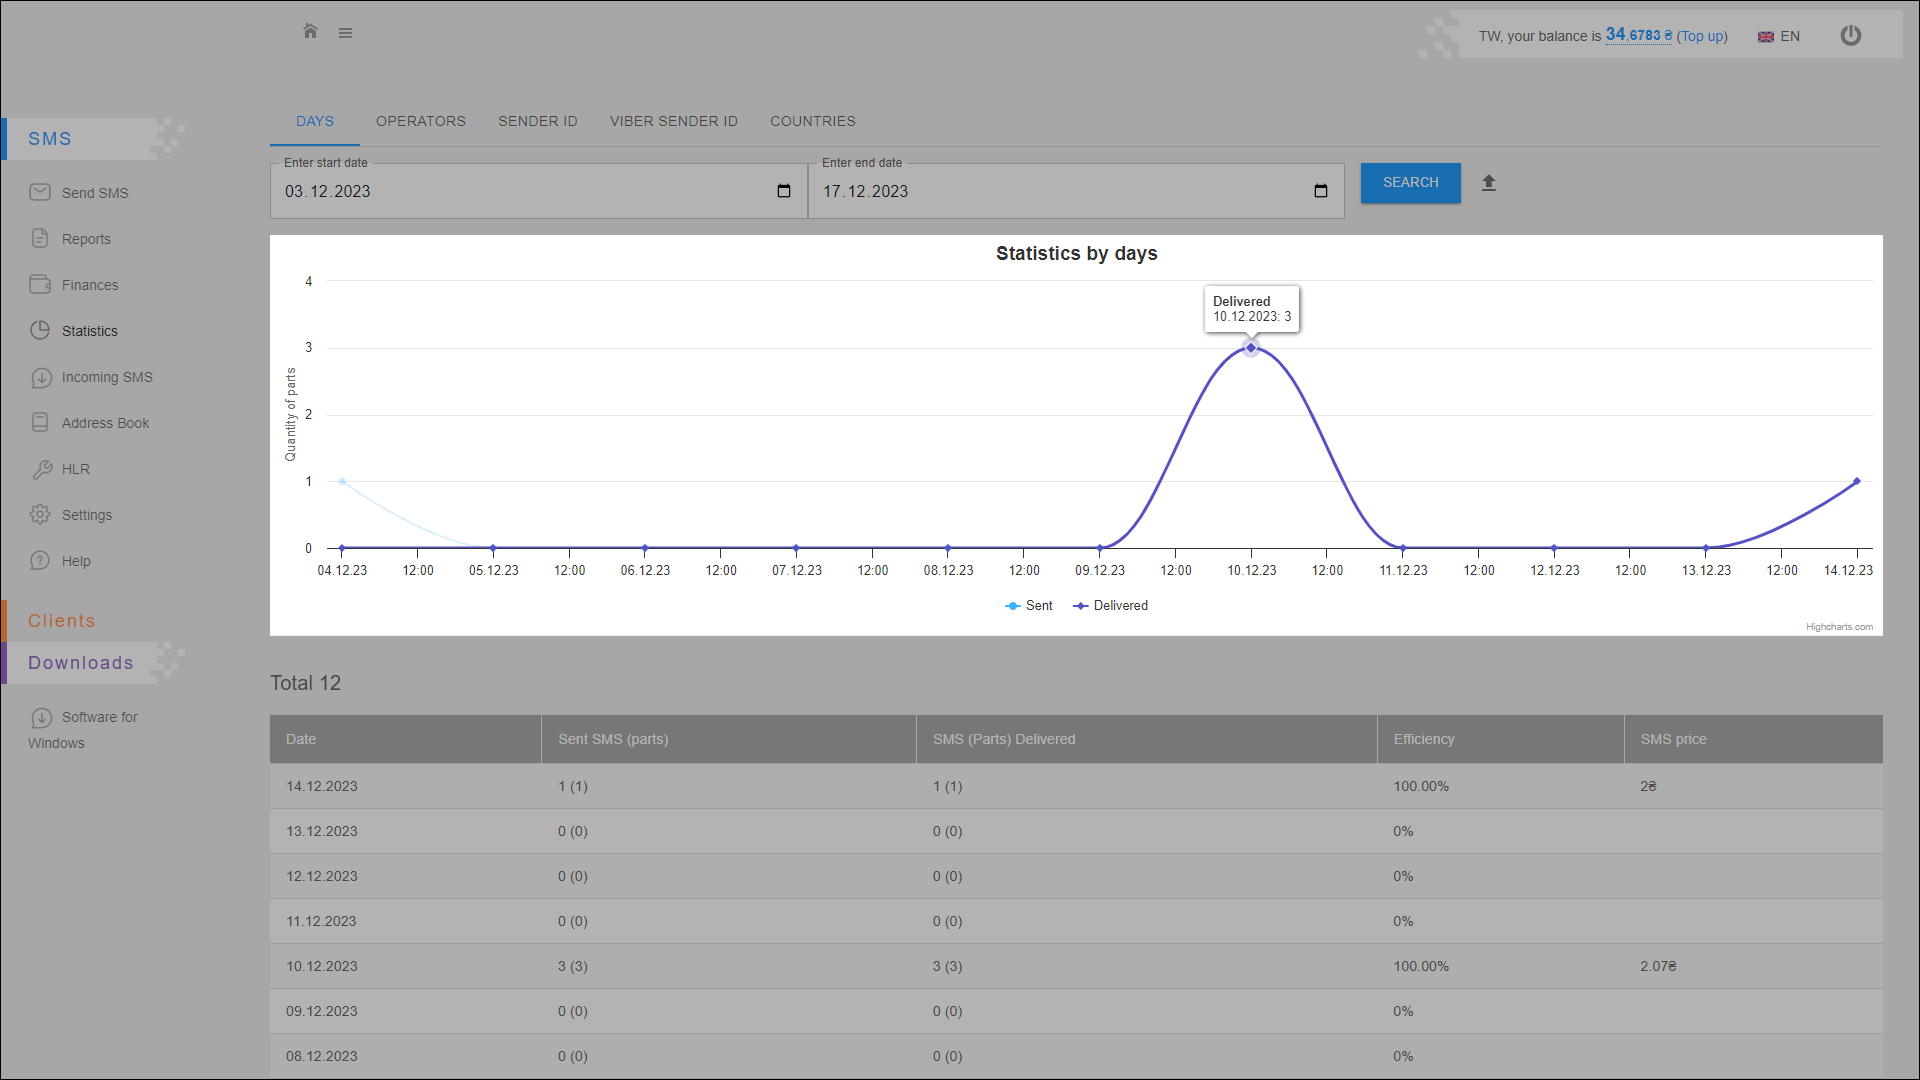 TW, your balance is 34.6783 ₴ (Top up) EN
SMS
Send SMS
Reports
Finances
Statistics
Incoming SMS
Address Book
HLR
Settings
Help
Clients
Downloads
Software for
Windows
DAYS OPERATORS SENDER ID VIBER SENDER ID COUNTRIES
Enter start date Enter end date
03.12.2023 17.12.2023 SEARCH
Statistics by days
4
3
2
1
0
Quantity of parts
Delivered
10.12.2023: 3
04.12.23 12:00 05.12.23 12:00 06.12.23 12:00 07.12.23 12:00 08.12.23 12:00 09.12.23 12:00 10.12.23 12:00 11.12.23 12:00 12.12.23 12:00 13.12.23 12:00 14.12.23
Sent Delivered
Highcharts.com
Total 12
Date Sent SMS (parts) SMS (Parts) Delivered Efficiency SMS price
14.12.2023 1 (1) 1 (1) 100.00% 2₴
13.12.2023 0 (0) 0 (0) 0%
12.12.2023 0 (0) 0 (0) 0%
11.12.2023 0 (0) 0 (0) 0%
10.12.2023 3 (3) 3 (3) 100.00% 2.07₴
09.12.2023 0 (0) 0 (0) 0%
08.12.2023 0 (0) 0 (0) 0%